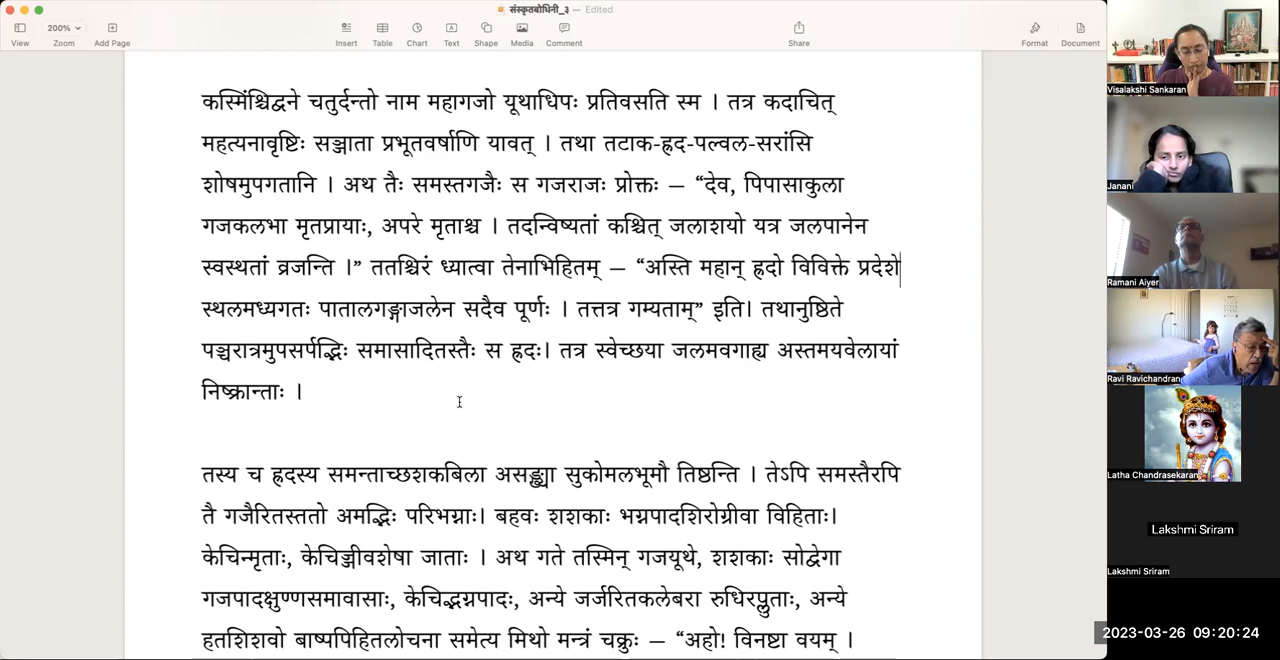 संस्कृतबोधिनी_३ — Edited
200%
View
Zoom
Add Page
Insert
Table
Chart
Text
Shape
Media
Comment
Share
Format
Document
कस्मिंश्चिद्वने चतुर्दन्तो नाम महागजो यूथाधिपः प्रतिवसति स्म । तत्र कदाचित्
महत्यनावृष्टिः सञ्जाता प्रभूतवर्षाणि यावत् । तथा तटाक-ह्रद-पल्वल-सरांसि
शोषमुपगतानि । अथ तैः समस्तगजैः स गजराजः प्रोक्तः — “देव, पिपासाकुला
गजकलभा मृतप्रायाः, अपरे मृताश्च । तदन्विष्यतां कश्चित् जलाशयो यत्र जलपानेन
स्वस्थतां व्रजन्ति ।” ततश्चिरं ध्यात्वा तेनाभिहितम् — “अस्ति महान् ह्रदो विविक्ते प्रदेशे
स्थलमध्यगतः पातालगङ्गाजलेन सदैव पूर्णः । तत्तत्र गम्यताम्” इति। तथानुष्ठिते
पञ्चरात्रमुपसर्पद्भिः समासादितस्तैः स ह्रदः। तत्र स्वेच्छया जलमवगाह्य अस्तमयवेलायां
निष्क्रान्ताः ।
तस्य च ह्रदस्य समन्ताच्छशकबिला असङ्ख्या सुकोमलभूमौ तिष्ठन्ति । तेऽपि समस्तैरपि
तै गजैरितस्ततो अमद्भिः परिभग्नाः। बहवः शशकाः भग्नपादशिरोग्रीवा विहिताः।
केचिन्मृताः, केचिज्जीवशेषा जाताः । अथ गते तस्मिन् गजयूथे, शशकाः सोद्वेगा
गजपादक्षुण्णसमावासाः, केचिद्भग्नपादः, अन्ये जर्जरितकलेबरा रुधिरप्लुताः, अन्ये
हतशिशवो बाष्पपिहितलोचना समेत्य मिथो मन्त्रं चक्रुः — “अहो! विनष्टा वयम् ।
Visalakshi Sankaran
Janani
Ramani Aiyer
Ravi Ravichandran
Latha Chandrasekaran
Lakshmi Sriram
Lakshmi Sriram
2023-03-26 09:20:24